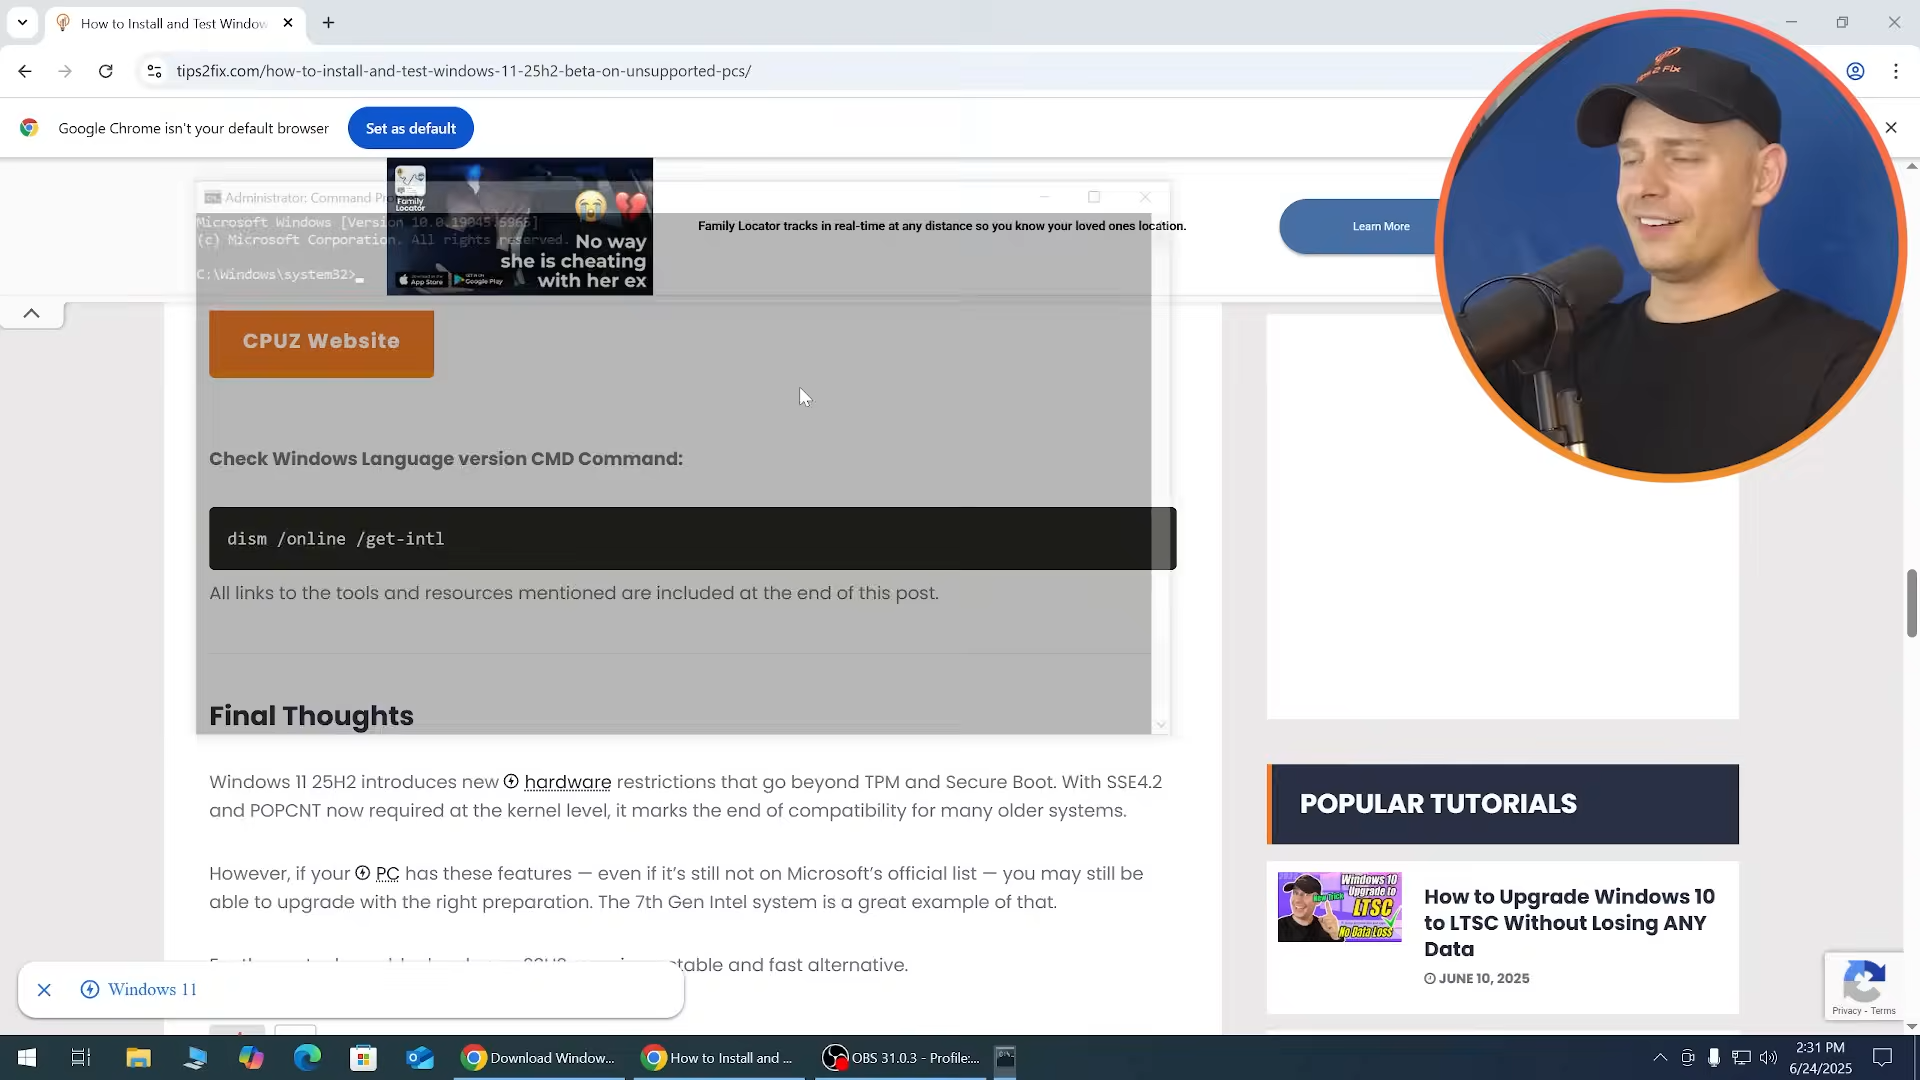 How to Install and Test Window
tips2fix.com/how-to-install-and-test-windows-11-25h2-beta-on-unsupported-pcs/
Google Chrome isn't your default browser
Set as default
Tips 2 Fix
Administrator: Command Pro
Microsoft Windows [Version 10.0.19045.5965]
(c) Microsoft Corporation. All rights reserved.
C:\Windows\system32>
Family
Locator
No way
she is cheating
with her ex
App Store
Google Play
Family Locator tracks in real-time at any distance so you know your loved ones location.
Learn More
CPUZ Website
Check Windows Language version CMD Command:
dism /online /get-intl
All links to the tools and resources mentioned are included at the end of this post.
Final Thoughts
Windows 11 25H2 introduces new hardware restrictions that go beyond TPM and Secure Boot. With SSE4.2
and POPCNT now required at the kernel level, it marks the end of compatibility for many older systems.
However, if your PC has these features — even if it's still not on Microsoft's official list — you may still be
able to upgrade with the right preparation. The 7th Gen Intel system is a great example of that.
stable and fast alternative.
Windows 11
POPULAR TUTORIALS
Windows 10
Upgrade to
LTSC
No Data Loss
How to Upgrade Windows 10
to LTSC Without Losing ANY
Data
JUNE 10, 2025
Privacy - Terms
Download Window...
How to Install and ...
OBS 31.0.3 - Profile:...
2:31 PM
6/24/2025